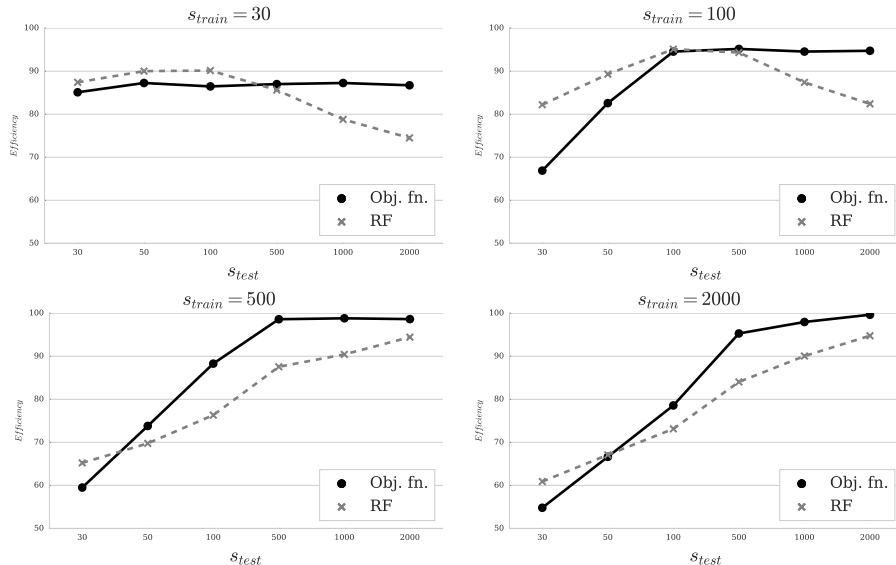 s_train = 30
100
90
80
70
60
50
Efficiency
Obj. fn.
RF
30 50 100 500 1000 2000
s_test
s_train = 100
100
90
80
70
60
50
Efficiency
Obj. fn.
RF
30 50 100 500 1000 2000
s_test
s_train = 500
100
90
80
70
60
50
Efficiency
Obj. fn.
RF
30 50 100 500 1000 2000
s_test
s_train = 2000
100
90
80
70
60
50
Efficiency
Obj. fn.
RF
30 50 100 500 1000 2000
s_test